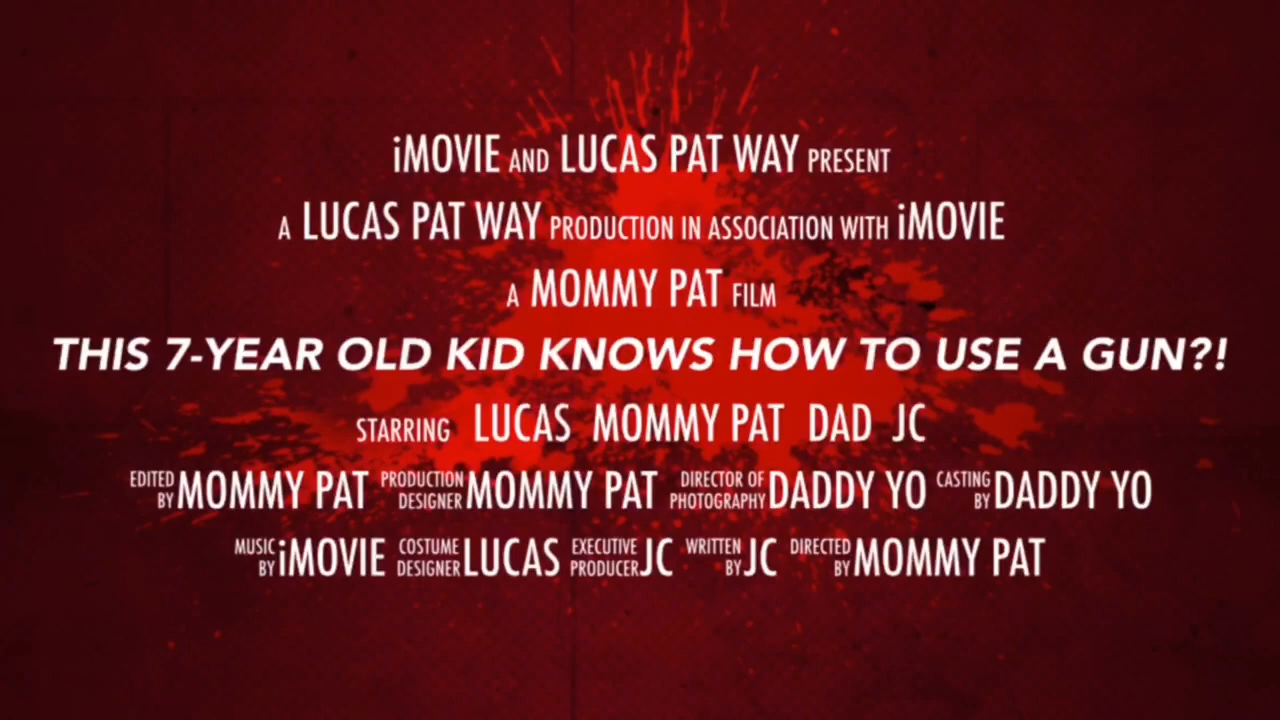 iMOVIE AND LUCAS PAT WAY PRESENT
A LUCAS PAT WAY PRODUCTION IN ASSOCIATION WITH iMOVIE
A MOMMY PAT FILM
THIS 7-YEAR OLD KID KNOWS HOW TO USE A GUN?!
STARRING LUCAS MOMMY PAT DAD JC
EDITED BY MOMMY PAT PRODUCTION DESIGNER MOMMY PAT DIRECTOR OF PHOTOGRAPHY DADDY YO CASTING BY DADDY YO
MUSIC BY iMOVIE COSTUME DESIGNER LUCAS EXECUTIVE PRODUCER JC WRITTEN BY JC DIRECTED BY MOMMY PAT